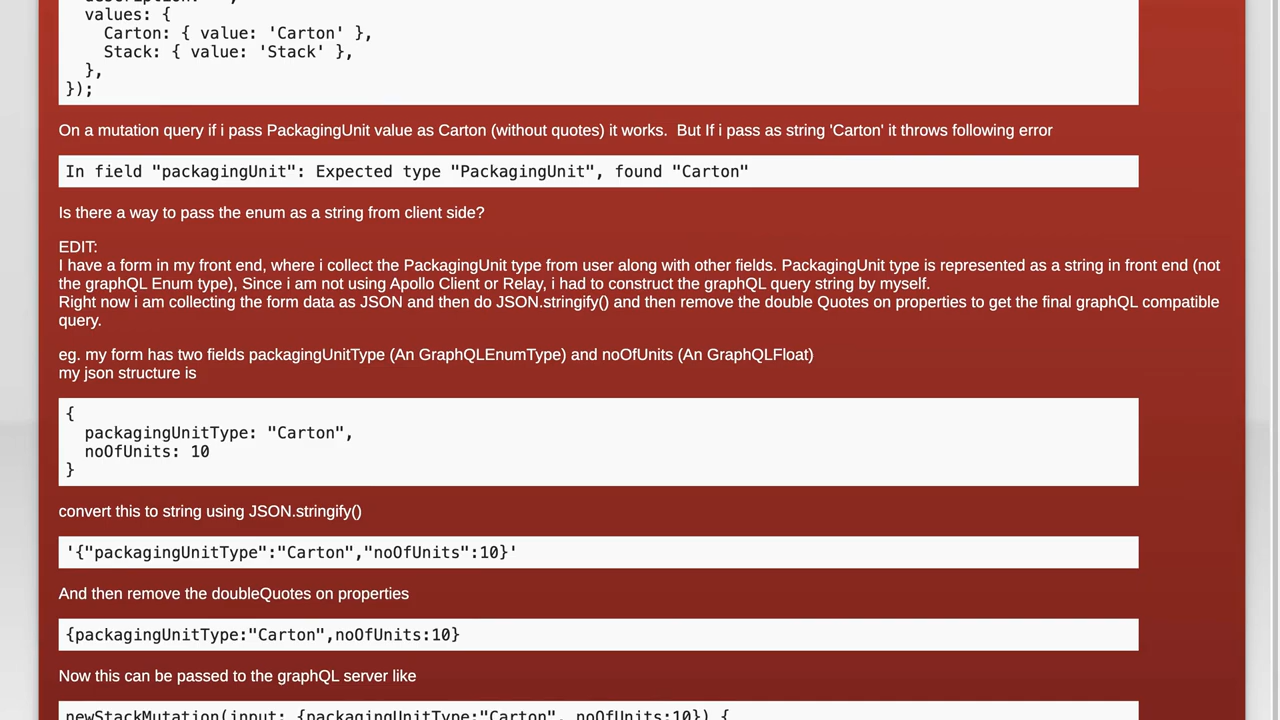 values: {
Carton: { value: 'Carton' },
Stack: { value: 'Stack' },
},
});
On a mutation query if i pass PackagingUnit value as Carton (without quotes) it works.  But If i pass as string 'Carton' it throws following error
In field "packagingUnit": Expected type "PackagingUnit", found "Carton"
Is there a way to pass the enum as a string from client side?
EDIT:
I have a form in my front end, where i collect the PackagingUnit type from user along with other fields. PackagingUnit type is represented as a string in front end (not
the graphQL Enum type), Since i am not using Apollo Client or Relay, i had to construct the graphQL query string by myself.
Right now i am collecting the form data as JSON and then do JSON.stringify() and then remove the double Quotes on properties to get the final graphQL compatible
query.
eg. my form has two fields packagingUnitType (An GraphQLEnumType) and noOfUnits (An GraphQLFloat)
my json structure is
{
packagingUnitType: "Carton",
noOfUnits: 10
}
convert this to string using JSON.stringify()
'{"packagingUnitType":"Carton","noOfUnits":10}'
And then remove the doubleQuotes on properties
{packagingUnitType:"Carton",noOfUnits:10}
Now this can be passed to the graphQL server like
newStackMutation(input: {packagingUnitType:"Carton", noOfUnits:10}) {